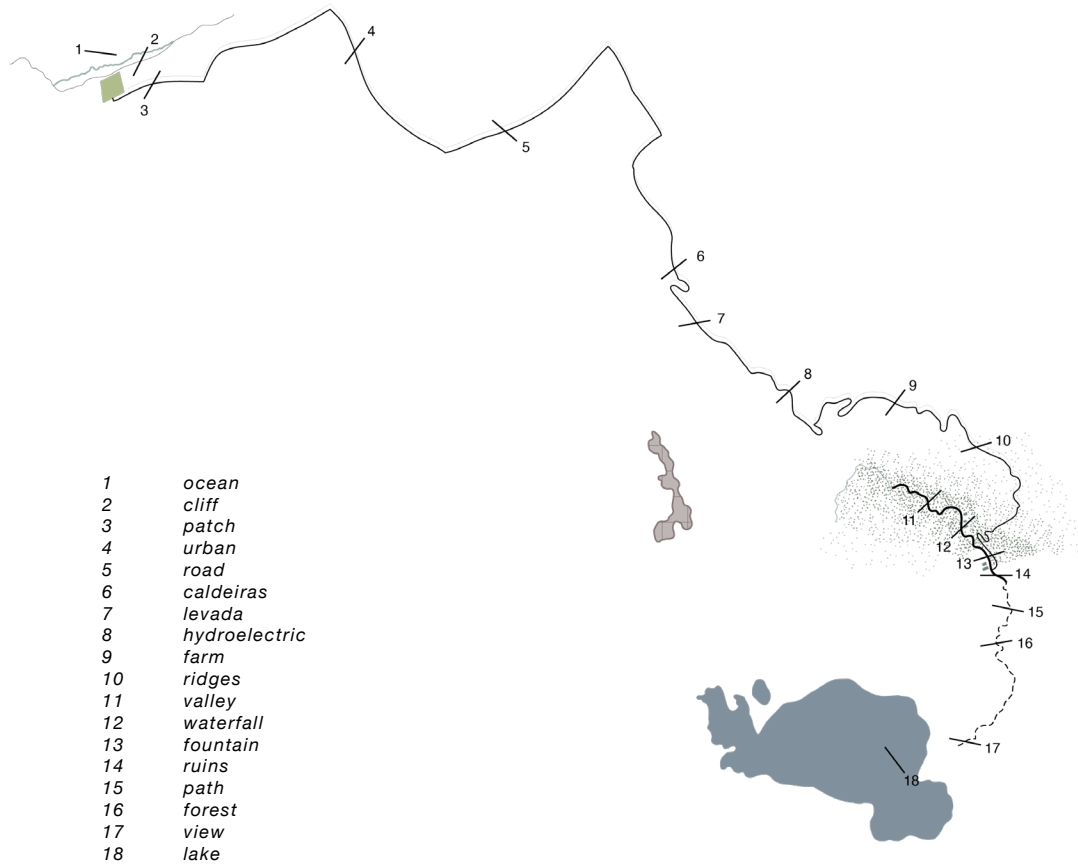 1
2
3
4
5
6
7
8
9
10
11
12
13
14
15
16
17
18
1 ocean
2 cliff
3 patch
4 urban
5 road
6 caldeiras
7 levada
8 hydroelectric
9 farm
10 ridges
11 valley
12 waterfall
13 fountain
14 ruins
15 path
16 forest
17 view
18 lake